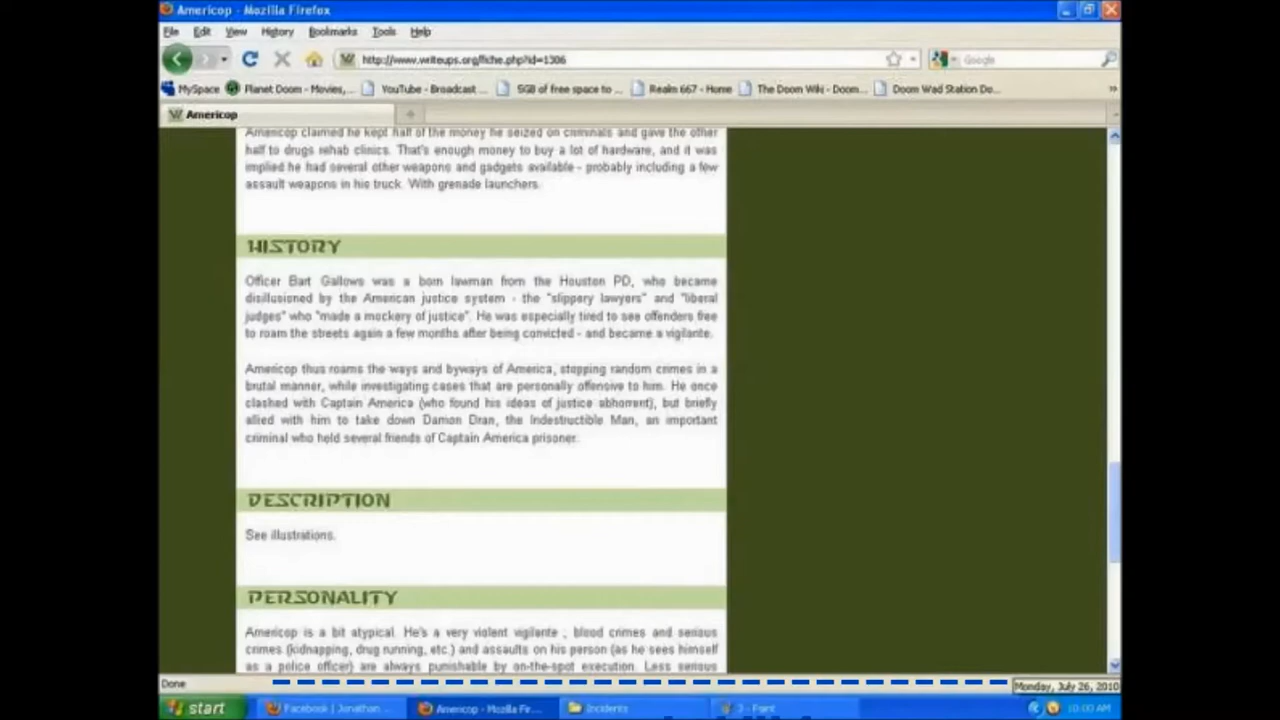 Americop - Mozilla Firefox
File Edit View History Bookmarks Tools Help
http://www.writeups.org/fiche.php?id=1306
Google
MySpace Planet Doom - Movies,... YouTube - Broadcast ... 5GB of free space to ... Realm 667 - Home The Doom Wiki - Doom... Doom Wad Station Do... »
Americop
Americop claimed he kept half of the money he seized on criminals and gave the other
half to drugs rehab clinics. That's enough money to buy a lot of hardware, and it was
implied he had several other weapons and gadgets available - probably including a few
assault weapons in his truck. With grenade launchers.
HISTORY
Officer Bart Gallows was a born lawman from the Houston PD, who became
disillusioned by the American justice system - the "slippery lawyers" and "liberal
judges" who "made a mockery of justice". He was especially tired to see offenders free
to roam the streets again a few months after being convicted - and became a vigilante.
Americop thus roams the ways and byways of America, stopping random crimes in a
brutal manner, while investigating cases that are personally offensive to him. He once
clashed with Captain America (who found his ideas of justice abhorrent), but briefly
allied with him to take down Damon Dran, the Indestructible Man, an important
criminal who held several friends of Captain America prisoner.
DESCRIPTION
See illustrations.
PERSONALITY
Americop is a bit atypical. He's a very violent vigilante , blood crimes and serious
crimes (kidnapping, drug running, etc.) and assaults on his person (as he sees himself
as a police officer) are always punishable by on-the-spot execution. Less serious
Done
Monday, July 26, 2010
start Facebook | Jonathan ... Americop - Mozilla Fir... Incidents 3 - Paint 10:00 AM